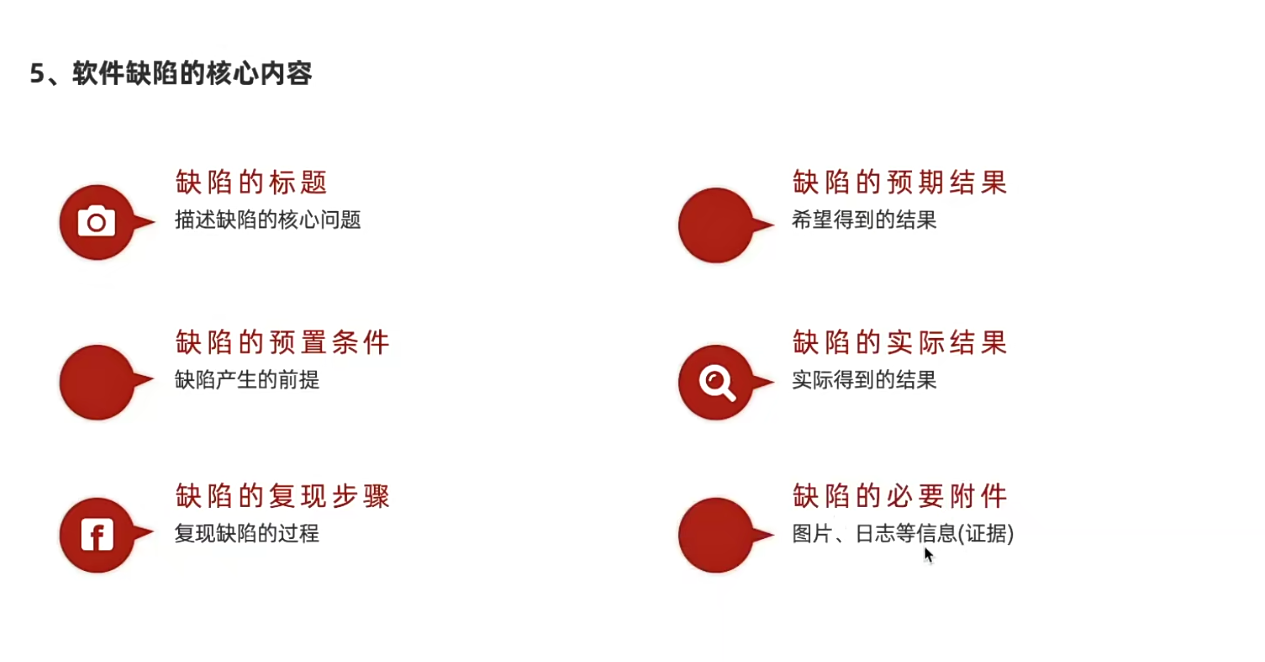 5、软件缺陷的核心内容
缺陷的标题
描述缺陷的核心问题
缺陷的预置条件
缺陷产生的前提
缺陷的复现步骤
复现缺陷的过程
缺陷的预期结果
希望得到的结果
缺陷的实际结果
实际得到的结果
缺陷的必要附件
图片、日志等信息(证据)